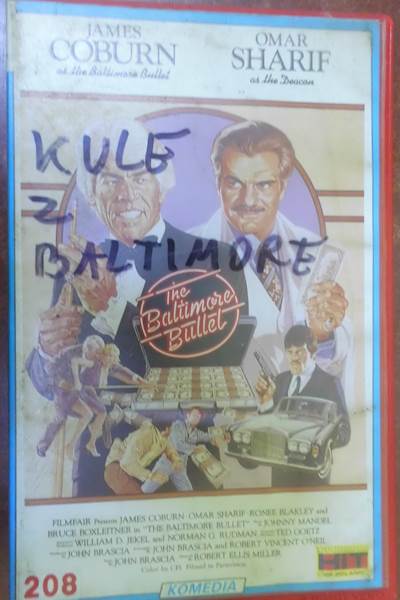 JAMES
COBURN
as the Baltimore Bullet
OMAR
SHARIF
as the Deacon
KULE
Z
BALTIMORE
The
Baltimore
Bullet
FILMFAIR Presents JAMES COBURN · OMAR SHARIF · RONEE BLAKLEY and
BRUCE BOXLEITNER in "THE BALTIMORE BULLET" JOHNNY MANDEL
WILLIAM D. JEKEL and NORMAN G. RUDMAN TED GOETZ
JOHN BRASCIA JOHN BRASCIA and ROBERT VINCENT O'NEIL
JOHN BRASCIA ROBERT ELLIS MILLER
Color by CFI
HIT
208
KOMEDIA